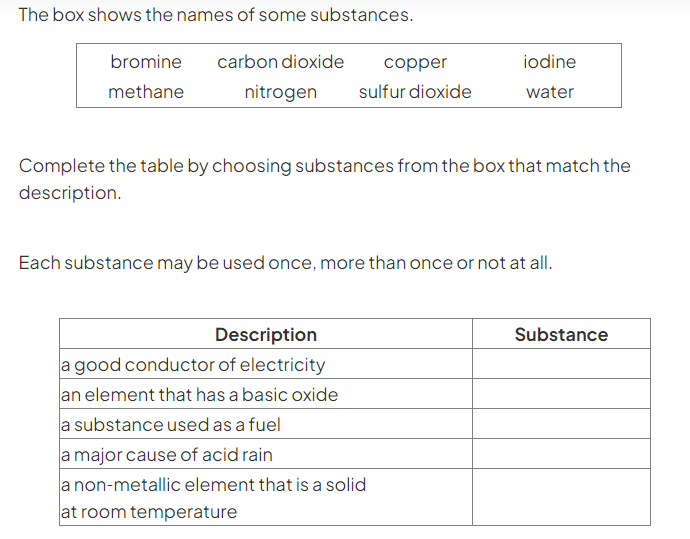 The box shows the names of some substances.
bromine carbon dioxide copper iodine
methane nitrogen sulfur dioxide water
Complete the table by choosing substances from the box that match the
description.
Each substance may be used once, more than once or not at all.
Description Substance
a good conductor of electricity
an element that has a basic oxide
a substance used as a fuel
a major cause of acid rain
a non-metallic element that is a solid
at room temperature